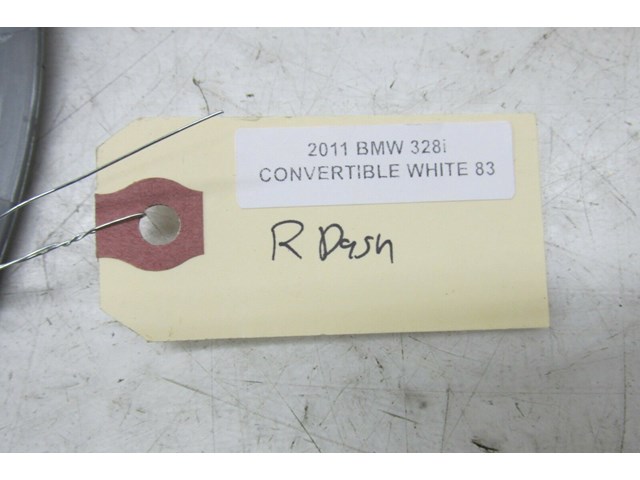 2011 BMW 328i
CONVERTIBLE WHITE 83
R Dash